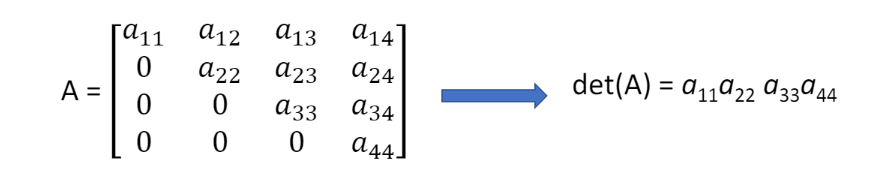 A = [a₁₁ a₁₂ a₁₃ a₁₄
0 a₂₂ a₂₃ a₂₄
0 0 a₃₃ a₃₄
0 0 0 a₄₄]
det(A) = a₁₁a₂₂ a₃₃a₄₄